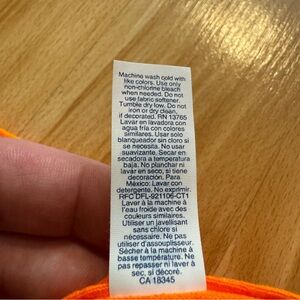 Machine wash cold with
like colors. Use only
non-chlorine bleach
when needed. Do not
use fabric softener.
Tumble dry low. Do not
iron or dry clean,
if decorated. RN 13765
Lavar en lavadora con
agua fría con colores
similares. Usar solo
blanqueador sin cloro si
se necesita. No usar
suavizante. Secar en
secadora a temperatura
baja. No planchar ni
lavar en seco, si tiene
decoración. Para
México: Lavar con
detergente. No exprimir.
RFC DFL-921106-CT1
Laver à la machine à
l'eau froide avec des
couleurs similaires.
Utiliser un javellisant
sans chlore si
nécessaire. Ne pas
utiliser d'assouplisseur.
Sécher à la machine à
basse température. Ne
pas repasser ni laver à
sec, si décoré.
CA 18345